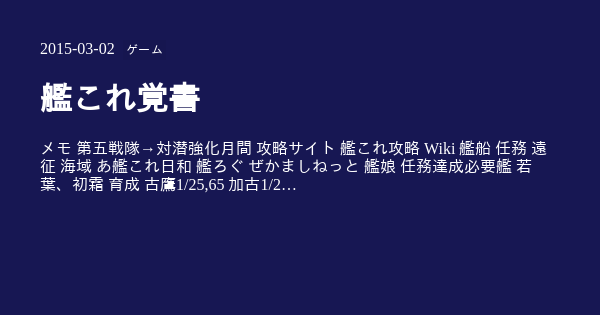 2015-03-02 ゲーム
艦これ覚書
メモ 第五戦隊→対潜強化月間 攻略サイト 艦これ攻略 Wiki 艦船 任務 遠
征 海域 あ艦これ日和 艦ろぐ ぜかましねっと 艦娘 任務達成必要艦 若
葉、初霜 育成 古鷹1/25,65 加古1/2…